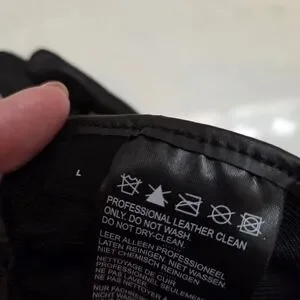 L
PROFESSIONAL LEATHER CLEAN
ONLY. DO NOT WASH.
DO NOT DRY-CLEAN.
LEER ALLEEN PROFESSIONEEL
LATEN REINIGEN. NIET WASSEN.
NIET CHEMISCH REINIGEN
NETTOYAGE DE CUIR